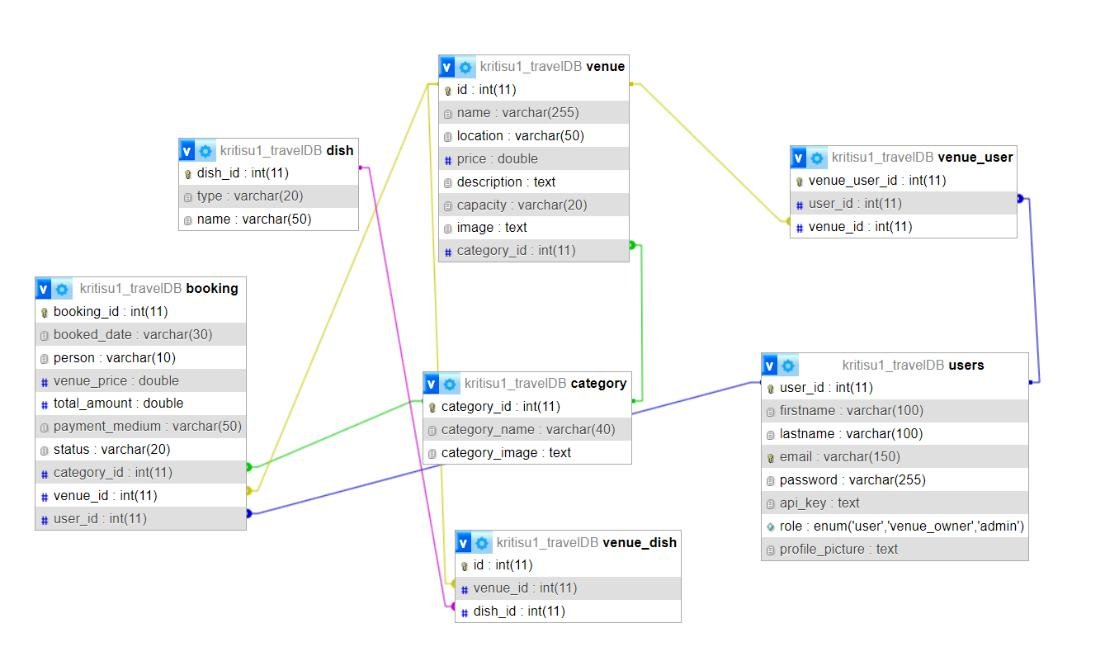 kritisu1_travelDB venue
id : int(11)
name : varchar(255)
location : varchar(50)
price : double
description : text
capacity : varchar(20)
image : text
category_id : int(11)
kritisu1_travelDB dish
dish_id : int(11)
type : varchar(20)
name : varchar(50)
kritisu1_travelDB venue_user
venue_user_id : int(11)
user_id : int(11)
venue_id : int(11)
kritisu1_travelDB booking
booking_id : int(11)
booked_date : varchar(30)
person : varchar(10)
venue_price : double
total_amount : double
payment_medium : varchar(50)
status : varchar(20)
category_id : int(11)
venue_id : int(11)
user_id : int(11)
kritisu1_travelDB category
category_id : int(11)
category_name : varchar(40)
category_image : text
kritisu1_travelDB users
user_id : int(11)
firstname : varchar(100)
lastname : varchar(100)
email : varchar(150)
password : varchar(255)
api_key : text
role : enum('user','venue_owner','admin')
profile_picture : text
kritisu1_travelDB venue_dish
id : int(11)
venue_id : int(11)
dish_id : int(11)